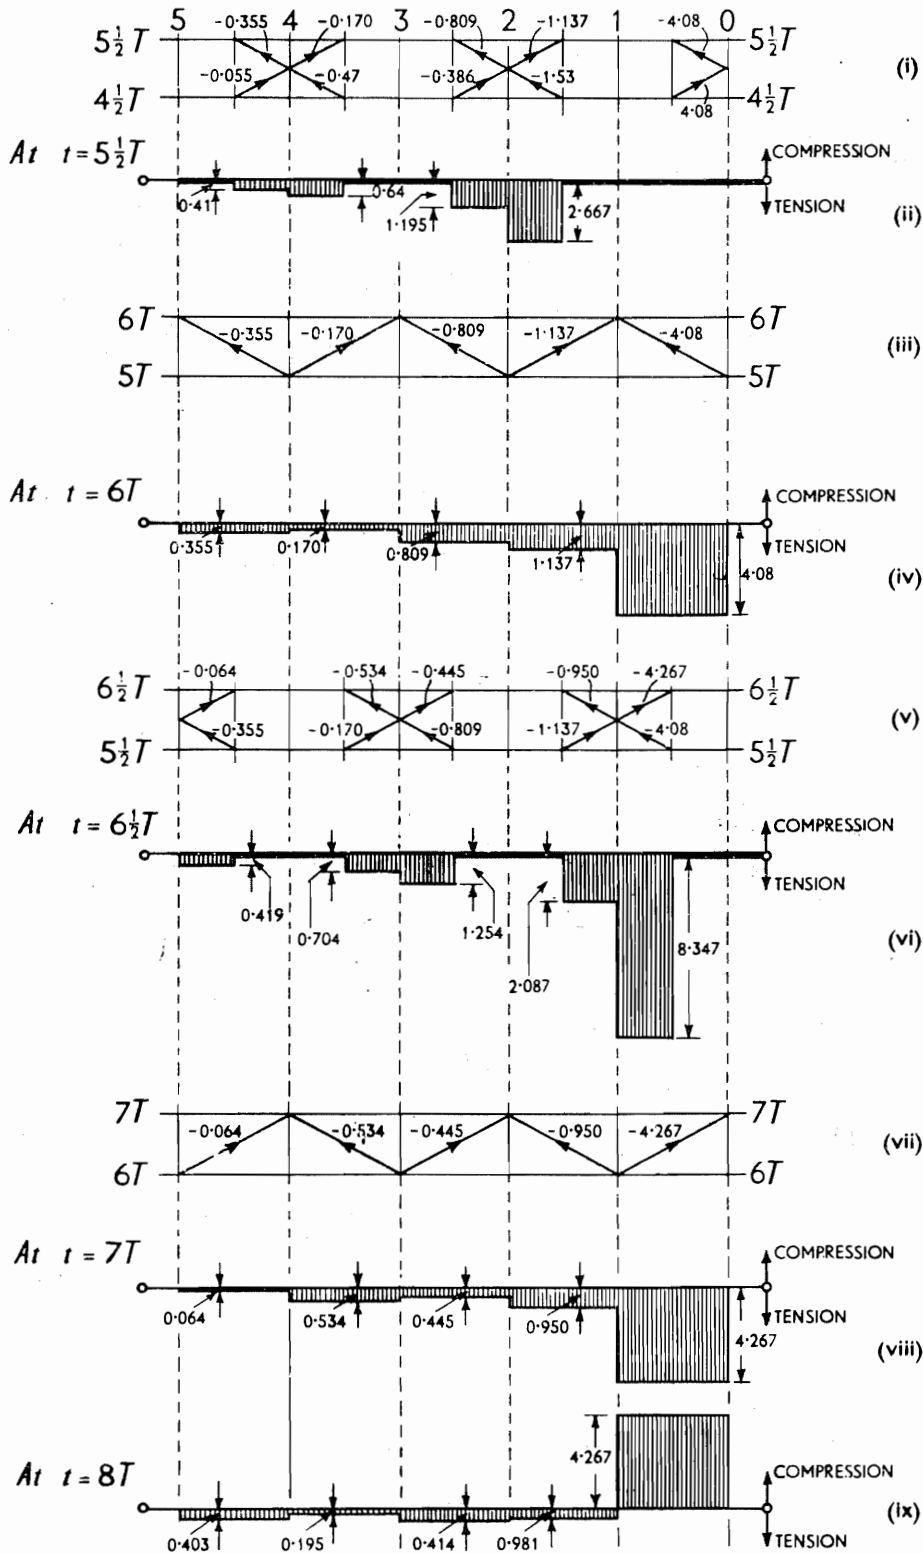 5 4 3 2 1 0
-0·355 -0·170 -0·809 -1·137 -4·08
5½T 5½T
-0·055 -0·47 -0·386 -1·53 (i)
4½T 4½T
4·08
At t = 5½T
COMPRESSION
0·41 0·64 1·195 2·667 TENSION
(ii)
6T 6T
-0·355 -0·170 -0·809 -1·137 -4·08 (iii)
5T 5T
At t = 6T
COMPRESSION
0·355 0·170 0·809 1·137 TENSION
4·08 (iv)
-0·064 -0·534 -0·445 -0·950 -4·267
6½T 6½T
(v)
-0·355 -0·170 -0·809 -1·137 -4·08
5½T 5½T
At t = 6½T
COMPRESSION
TENSION
0·419 0·704 1·254 2·087 8·347 (vi)
7T 7T
-0·064 -0·534 -0·445 -0·950 -4·267 (vii)
6T 6T
At t = 7T
COMPRESSION
0·064 0·534 0·445 0·950 TENSION
4·267 (viii)
4·267
At t = 8T
COMPRESSION
(ix)
0·403 0·195 0·414 0·981 TENSION